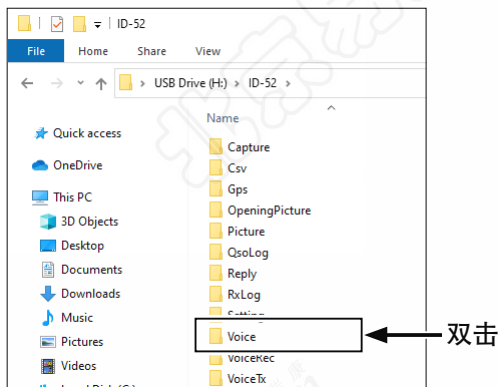 ID-52
File Home Share View
USB Drive (H:) › ID-52 ›
Name
Quick access
OneDrive
This PC
3D Objects
Desktop
Documents
Downloads
Music
Pictures
Videos
Capture
Csv
Gps
OpeningPicture
Picture
QsoLog
Reply
RxLog
Voice
VoiceRec
VoiceTx
双击